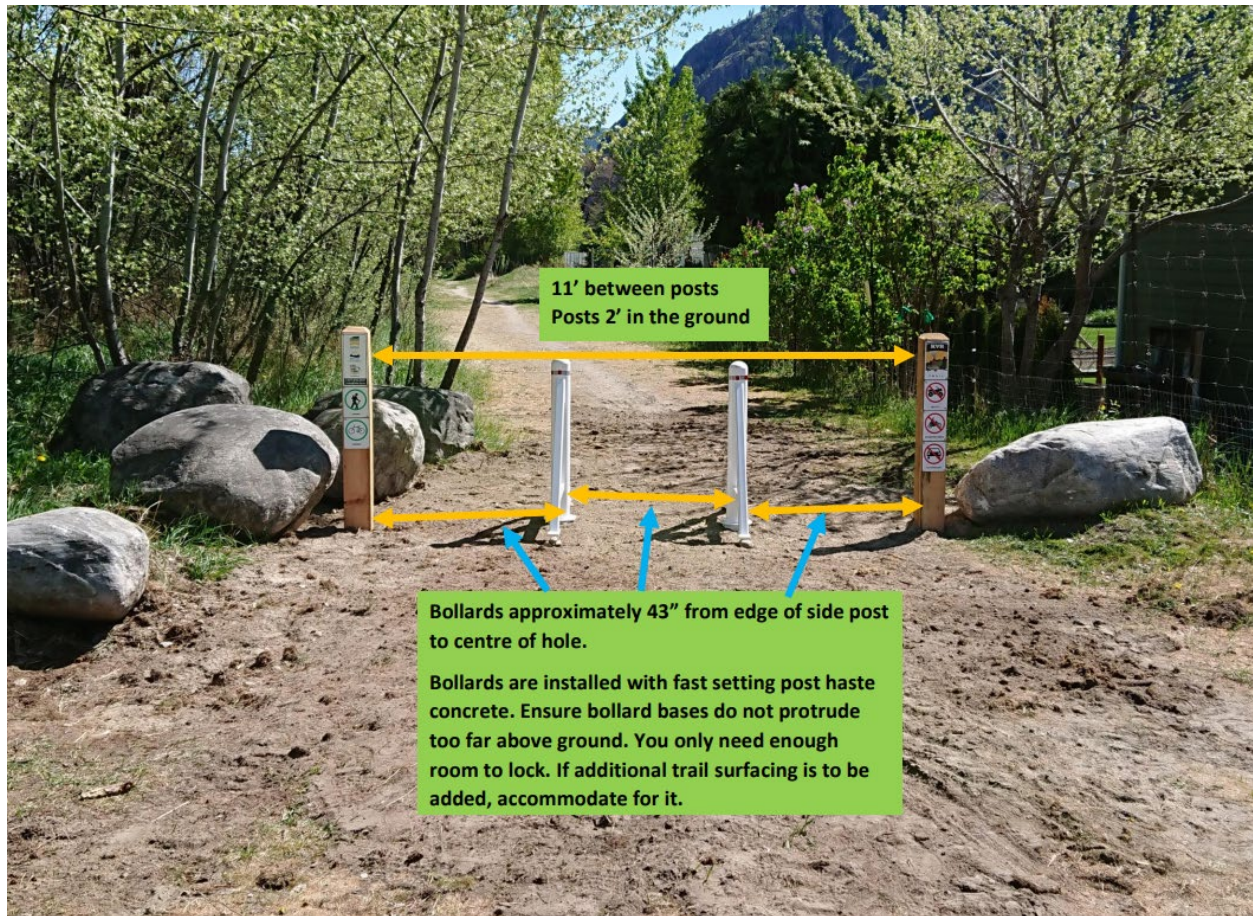 11’ between posts
Posts 2’ in the ground
KVR
Bollards approximately 43” from edge of side post
to centre of hole.
Bollards are installed with fast setting post haste
concrete. Ensure bollard bases do not protrude
too far above ground. You only need enough
room to lock. If additional trail surfacing is to be
added, accommodate for it.